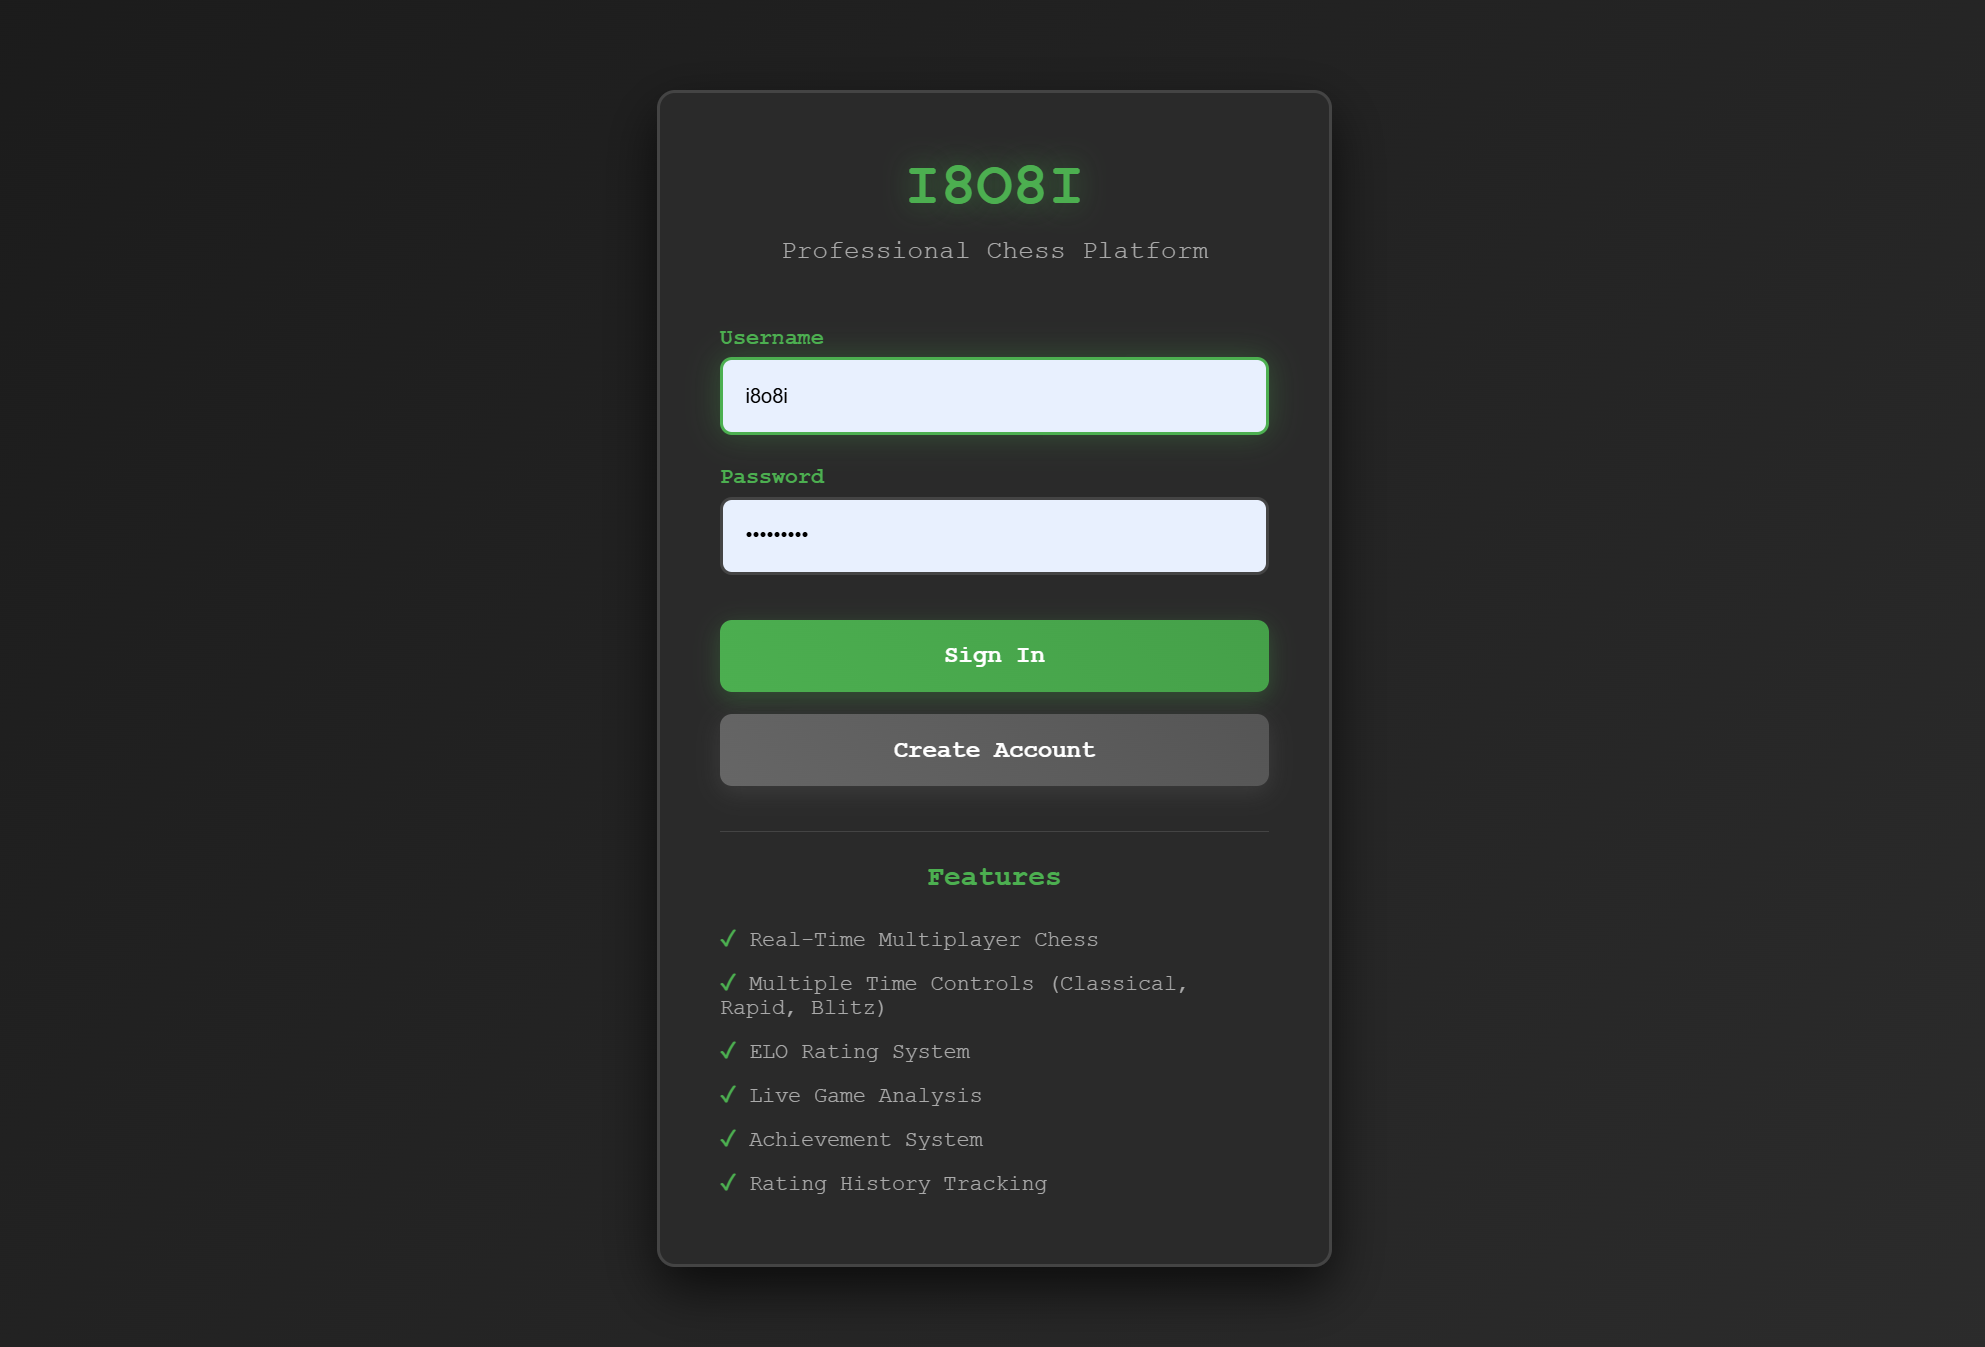 I8O8I
Professional Chess Platform
Username
i8o8i
Password
•••••••••
Sign In
Create Account
Features
✓ Real-Time Multiplayer Chess
✓ Multiple Time Controls (Classical,
Rapid, Blitz)
✓ ELO Rating System
✓ Live Game Analysis
✓ Achievement System
✓ Rating History Tracking